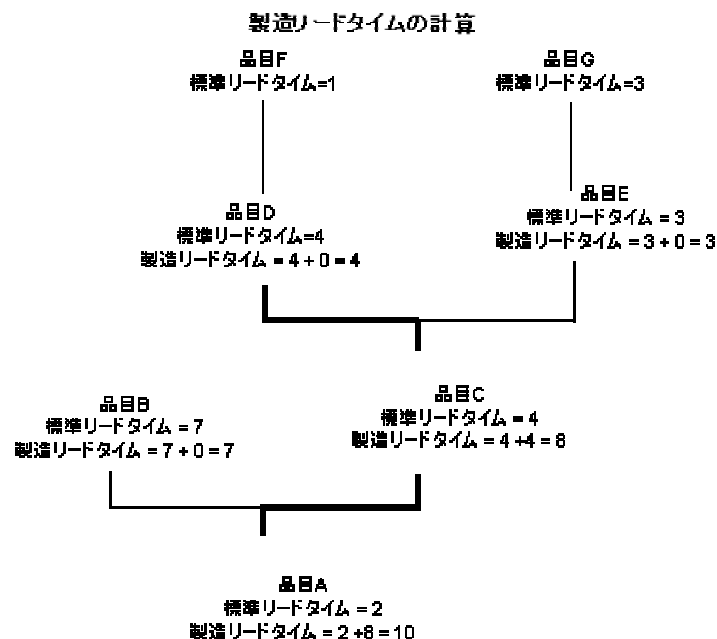 製造リードタイムの計算
品目F
標準リードタイム=1
品目G
標準リードタイム=3
品目D
標準リードタイム=4
製造リードタイム = 4 + 0 = 4
品目E
標準リードタイム = 3
製造リードタイム = 3 + 0 = 3
品目B
標準リードタイム = 7
製造リードタイム = 7 + 0 = 7
品目C
標準リードタイム = 4
製造リードタイム = 4 +4 = 8
品目A
標準リードタイム = 2
製造リードタイム = 2 +8 = 10